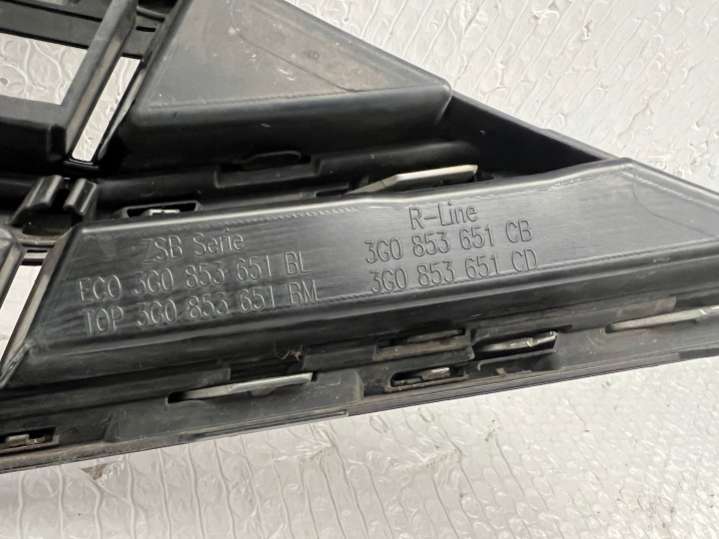 ZSB Serie
ECO 3G0 853 651 BL
TOP 3G0 853 651 BM
R-Line
3G0 853 651 CB
3G0 853 651 CD